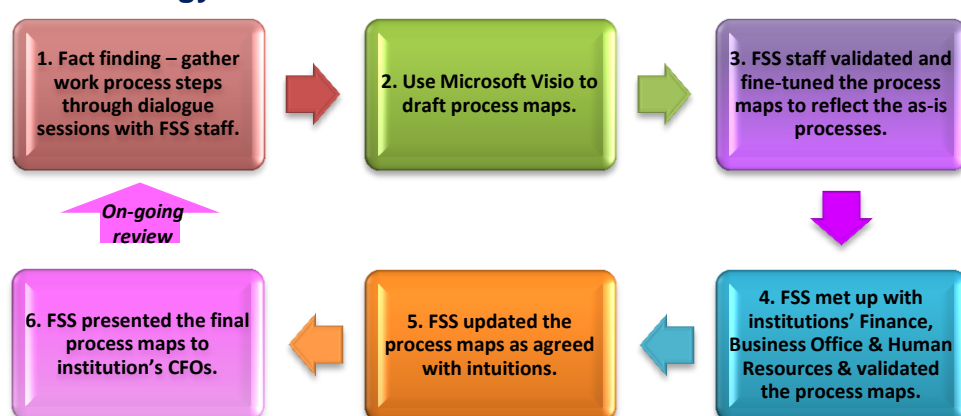 1. Fact finding – gather
work process steps
through dialogue
sessions with FSS staff.
2. Use Microsoft Visio to
draft process maps.
3. FSS staff validated and
fine-tuned the process
maps to reflect the as-is
processes.
4. FSS met up with
institutions’ Finance,
Business Office & Human
Resources & validated
the process maps.
5. FSS updated the
process maps as agreed
with intuitions.
6. FSS presented the final
process maps to
institution’s CFOs.
On-going
review